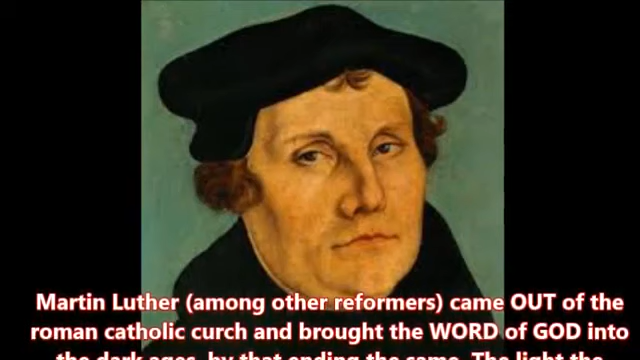 Martin Luther (among other reformers) came OUT of the
roman catholic curch and brought the WORD of GOD into
the dark ages, by that ending the same. The light the